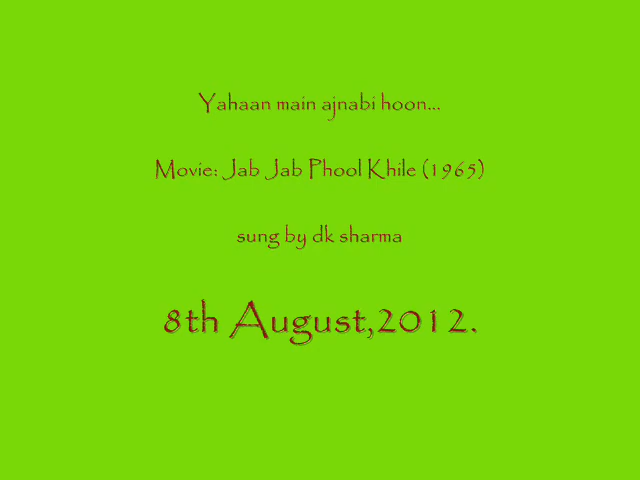 Yahaan main ajnabi hoon...
Movie: Jab Jab Phool Khile (1965)
sung by dk sharma
8th August,2012.